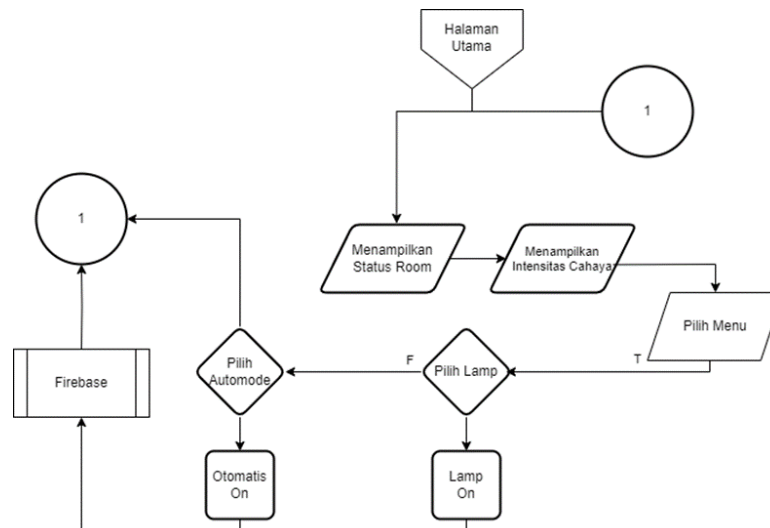 Halaman
Utama
1
1
Menampilkan
Status Room
Menampilkan
Intensitas Cahaya
Pilih Menu
T
Pilih Lamp
F
Pilih
Automode
Firebase
Otomatis
On
Lamp
On